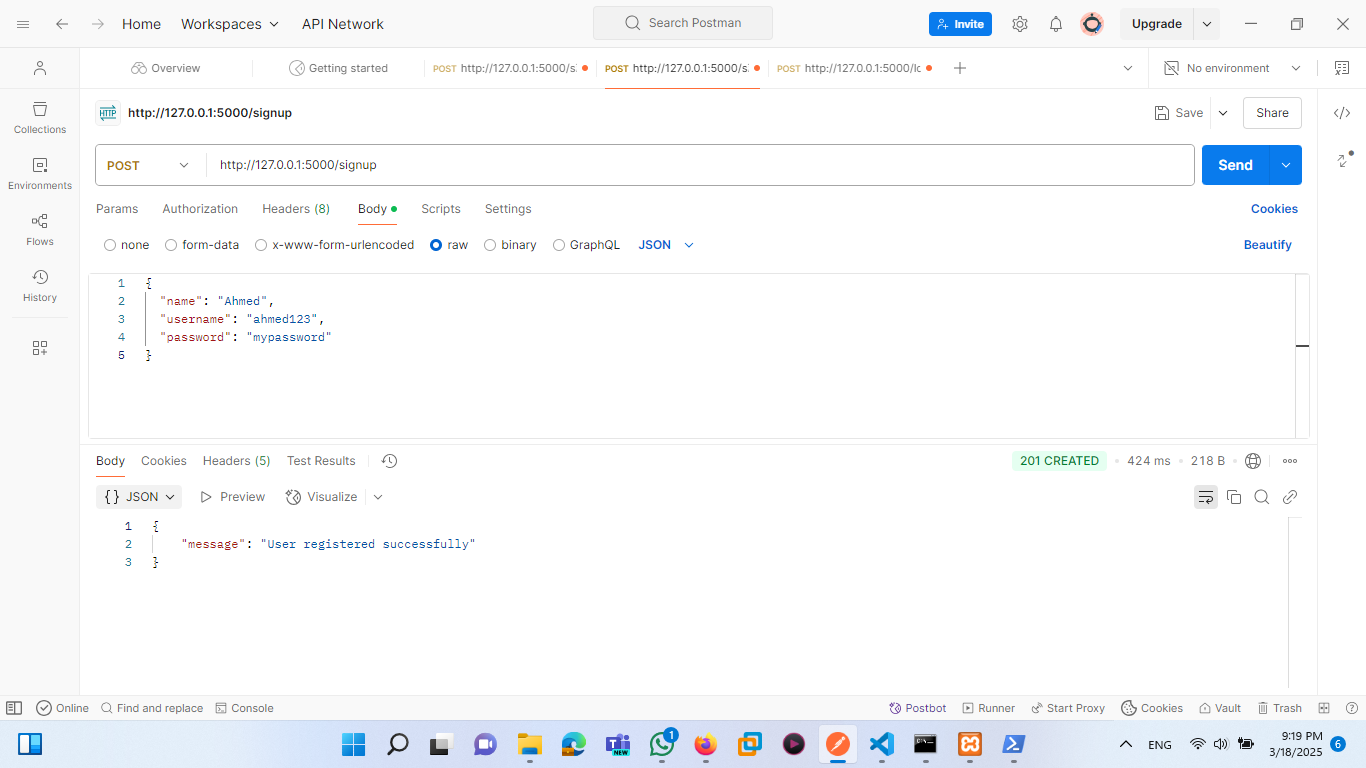 Home Workspaces API Network Search Postman Invite Upgrade
Overview Getting started POST http://127.0.0.1:5000/s POST http://127.0.0.1:5000/s POST http://127.0.0.1:5000/lc No environment
HTTP http://127.0.0.1:5000/signup Save Share
POST http://127.0.0.1:5000/signup Send
Params Authorization Headers (8) Body Scripts Settings Cookies
none form-data x-www-form-urlencoded raw binary GraphQL JSON Beautify
Collections
Environments
Flows
History
1 {
2 "name": "Ahmed",
3 "username": "ahmed123",
4 "password": "mypassword"
5 }
Body Cookies Headers (5) Test Results 201 CREATED 424 ms 218 B
{} JSON Preview Visualize
1 {
2 "message": "User registered successfully"
3 }
Online Find and replace Console Postbot Runner Start Proxy Cookies Vault Trash
NEW 1 ENG 9:19 PM 6
3/18/2025